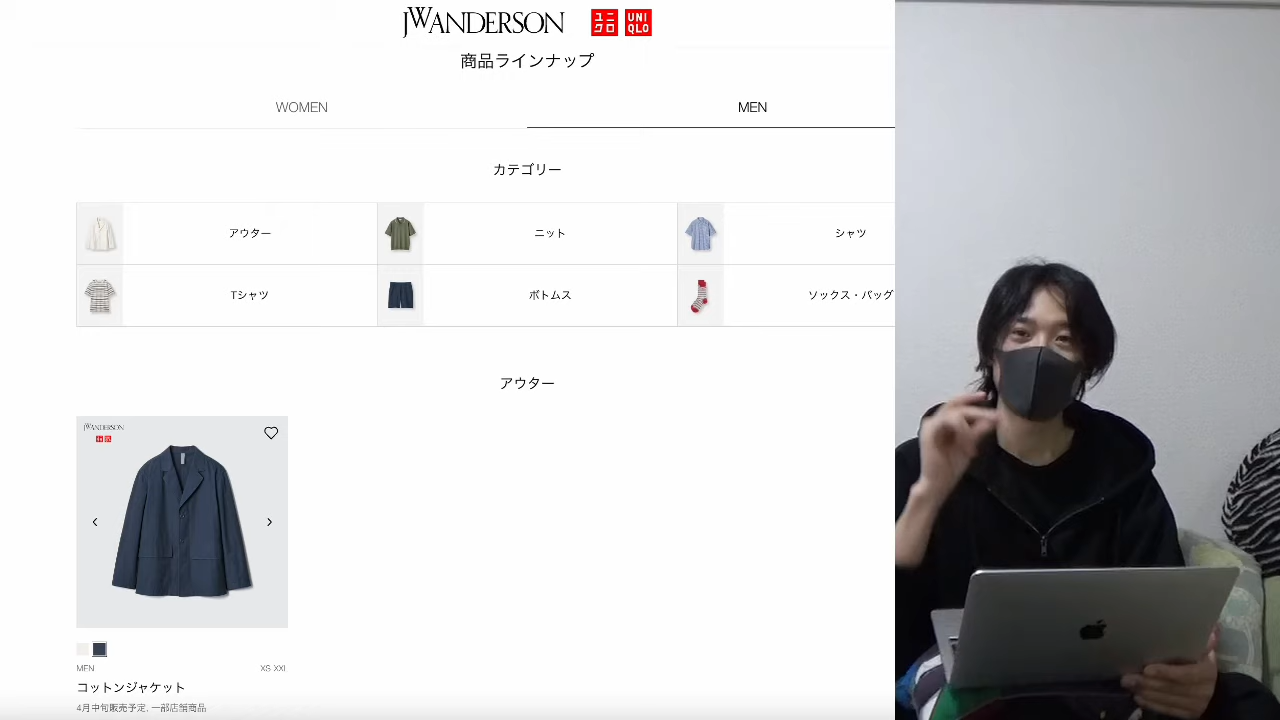 JWANDERSON ユニクロ UNIQLO
商品ラインナップ
WOMEN MEN
カテゴリー
アウター ニット シャツ
Tシャツ ボトムス ソックス・バッグ
アウター
JWANDERSON
MEN XS XXL
コットンジャケット
4月中旬販売予定, 一部店舗商品